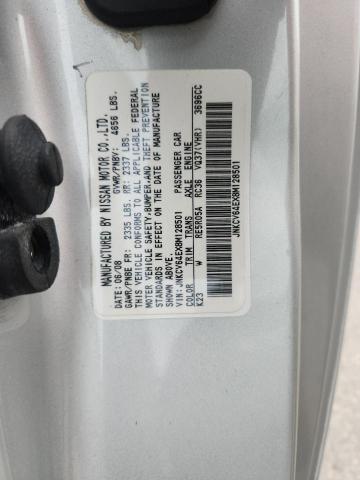 MANUFACTURED BY NISSAN MOTOR CO.,LTD.
DATE: 06/08 GVWR/PNBV: 4656 LBS.
GAWR/PNBE FR: 2335 LBS. RR: 2337 LBS.
THIS VEHICLE CONFORMS TO ALL APPLICABLE FEDERAL
MOTOR VEHICLE SAFETY,BUMPER,AND THEFT PREVENTION
STANDARDS IN EFFECT ON THE DATE OF MANUFACTURE
SHOWN ABOVE.
VIN: JNKCV64EX8M128501 PASSENGER CAR
COLOR TRIM TRANS AXLE ENGINE
K23 W RE5R05A RC36 VQ37(VHR) 3696CC
JNKCV64EX8M128501